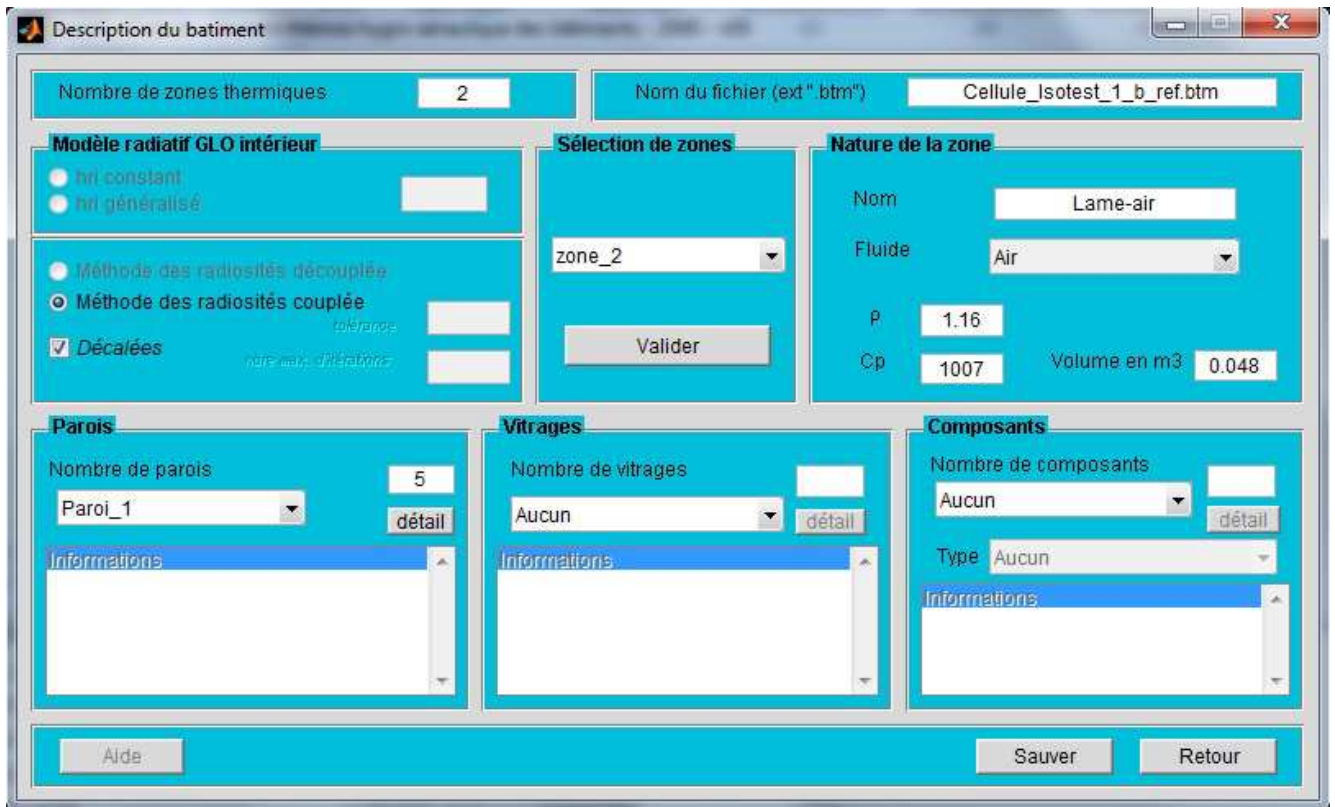 Description du batiment
Nombre de zones thermiques 2
Nom du fichier (ext ".btm") Cellule_Isotest_1_b_ref.btm
Modèle radiatif GLO intérieur
hri constant
hri généralisé
Méthode des radiosités découplée
Méthode des radiosités couplée
tolérance
Décalées
nbre max. d'itérations
Sélection de zones
zone_2
Valider
Nature de la zone
Nom Lame-air
Fluide Air
ρ 1.16
Cp 1007 Volume en m3 0.048
Parois
Nombre de parois 5
Paroi_1
détail
Informations
Vitrages
Nombre de vitrages
Aucun
détail
Informations
Composants
Nombre de composants
Aucun
détail
Type Aucun
Informations
Aide
Sauver
Retour